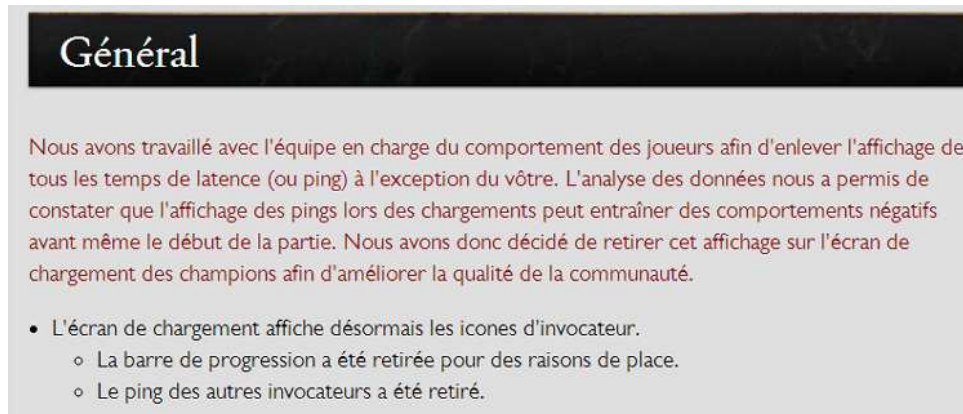 Général
Nous avons travaillé avec l'équipe en charge du comportement des joueurs afin d'enlever l'affichage de
tous les temps de latence (ou ping) à l'exception du vôtre. L'analyse des données nous a permis de
constater que l'affichage des pings lors des chargements peut entraîner des comportements négatifs
avant même le début de la partie. Nous avons donc décidé de retirer cet affichage sur l'écran de
chargement des champions afin d'améliorer la qualité de la communauté.
• L'écran de chargement affiche désormais les icones d'invocateur.
◦ La barre de progression a été retirée pour des raisons de place.
◦ Le ping des autres invocateurs a été retiré.